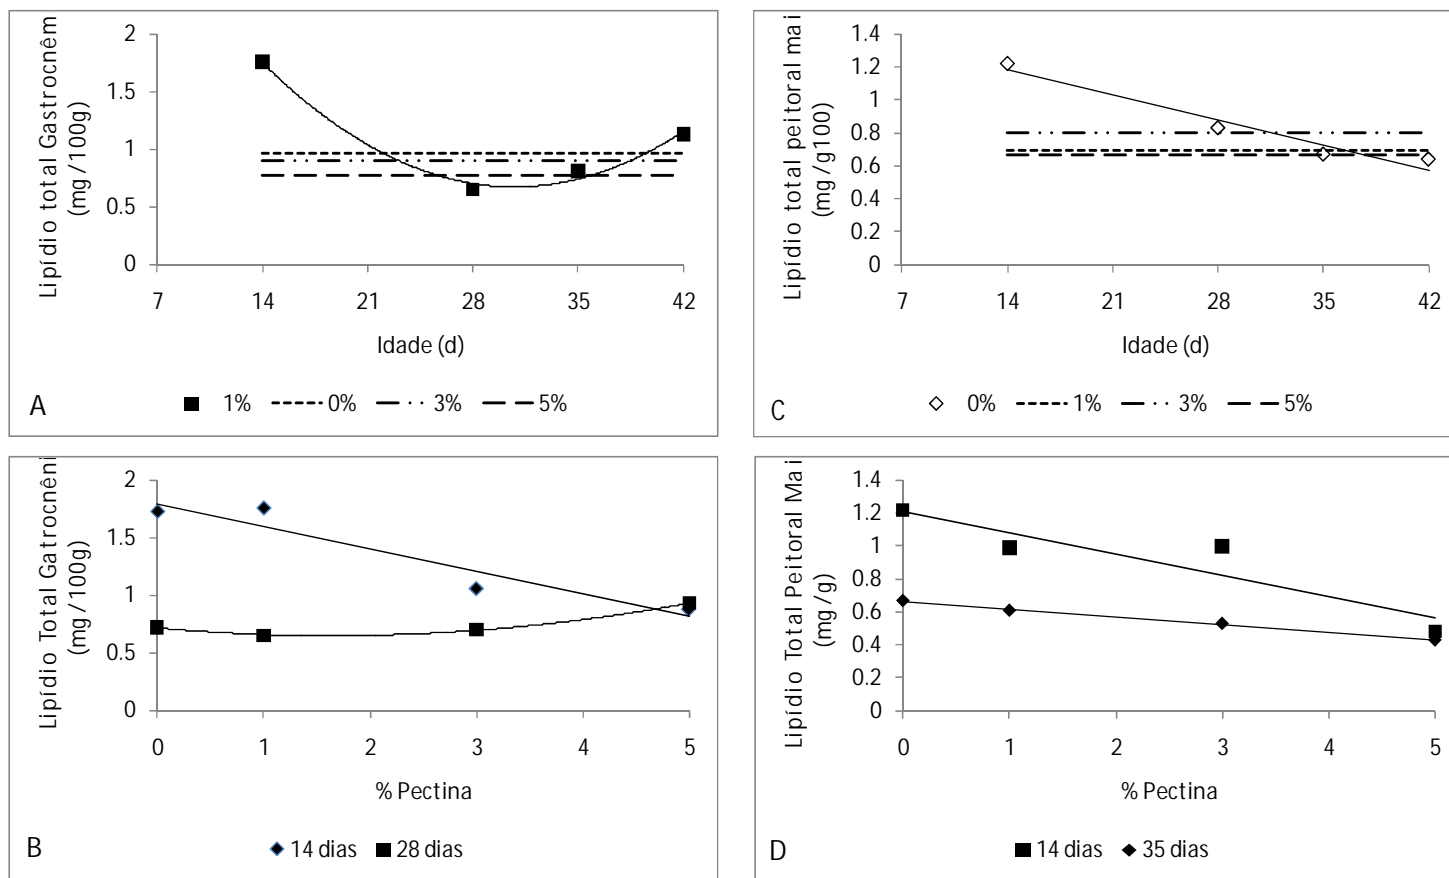 Lipídio total Gastrocnêm
(mg/100g)
2
1.5
1
0.5
0
7 14 21 28 35 42
Idade (d)
1% 0% 3% 5%
A
Lipídio total peitoral mai
(mg/g100)
1.4
1.2
1
0.8
0.6
0.4
0.2
0
7 14 21 28 35 42
Idade (d)
0% 1% 3% 5%
C
Lipídio Total Gatrocnêni
(mg/100g)
2
1.5
1
0.5
0
0 1 2 3 4 5
% Pectina
14 dias 28 dias
B
Lipídio Total Peitoral Mai
(mg/g)
1.4
1.2
1
0.8
0.6
0.4
0.2
0
0 1 2 3 4 5
% Pectina
14 dias 35 dias
D